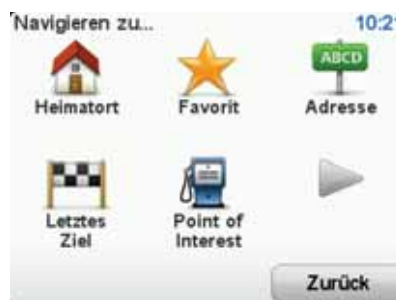 Navigieren zu...
10:2
Heimatort
Favorit
ABCD
Adresse
Letztes
Ziel
Point of
Interest
Zurück